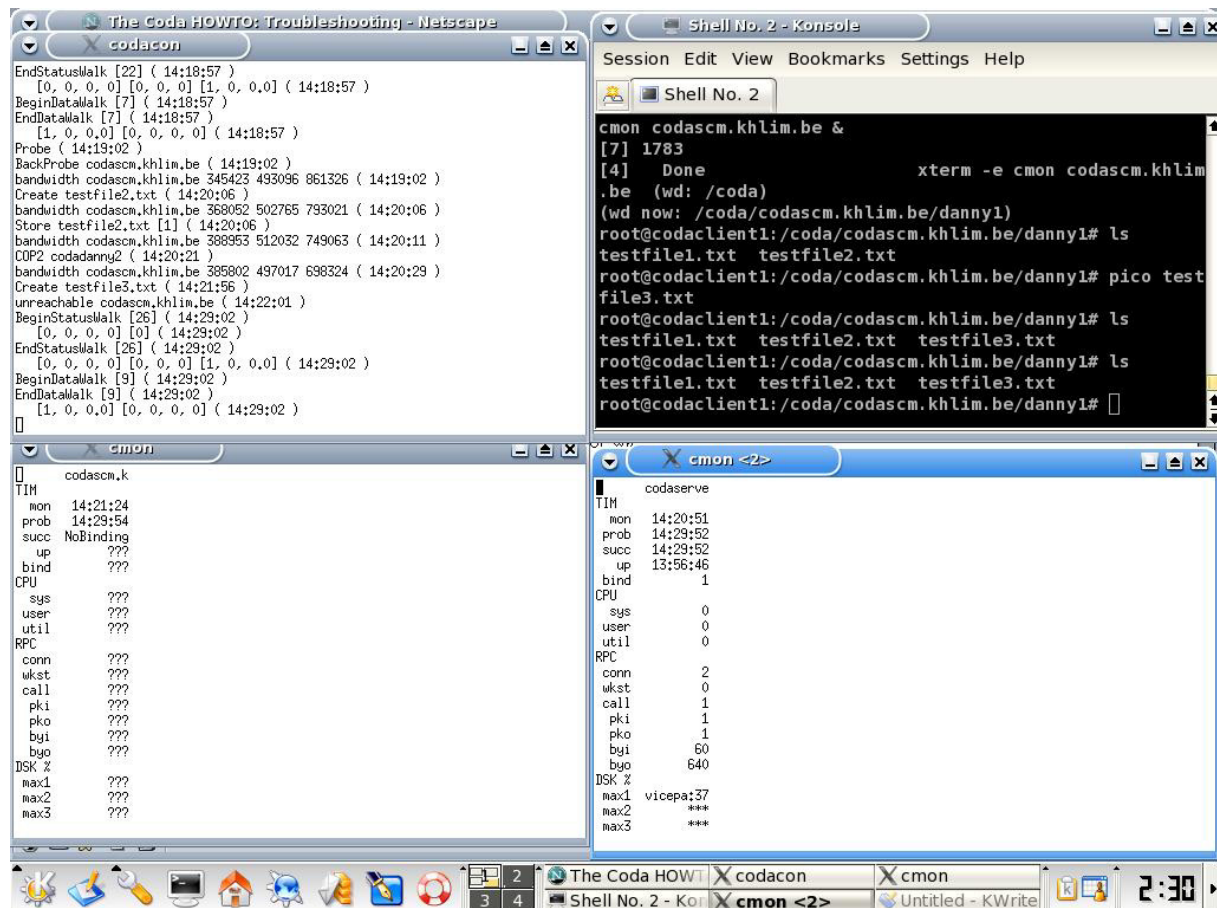 The Coda HOWTO: Troubleshooting - Netscape
codacon
EndStatusWalk [22] ( 14:18:57 )
[0, 0, 0, 0] [0, 0, 0] [1, 0, 0.0] ( 14:18:57 )
BeginDataWalk [7] ( 14:18:57 )
EndDataWalk [7] ( 14:18:57 )
[1, 0, 0.0] [0, 0, 0, 0] ( 14:18:57 )
Probe ( 14:19:02 )
BackProbe codascm.khlim.be ( 14:19:02 )
bandwidth codascm.khlim.be 345423 493096 861326 ( 14:19:02 )
Create testfile2.txt ( 14:20:06 )
bandwidth codascm.khlim.be 368052 502765 793021 ( 14:20:06 )
Store testfile2.txt [1] ( 14:20:06 )
bandwidth codascm.khlim.be 388953 512032 749063 ( 14:20:11 )
COP2 codadanny2 ( 14:20:21 )
bandwidth codascm.khlim.be 385802 497017 698324 ( 14:20:29 )
Create testfile3.txt ( 14:21:56 )
unreachable codascm.khlim.be ( 14:22:01 )
BeginStatusWalk [26] ( 14:29:02 )
[0, 0, 0, 0] [0] ( 14:29:02 )
EndStatusWalk [26] ( 14:29:02 )
[0, 0, 0, 0] [0, 0, 0] [1, 0, 0.0] ( 14:29:02 )
BeginDataWalk [9] ( 14:29:02 )
EndDataWalk [9] ( 14:29:02 )
[1, 0, 0.0] [0, 0, 0, 0] ( 14:29:02 )
Shell No. 2 - Konsole
Session Edit View Bookmarks Settings Help
Shell No. 2
cmon codascm.khlim.be &
[7] 1783
[4] Done xterm -e cmon codascm.khlim
.be (wd: /coda)
(wd now: /coda/codascm.khlim.be/danny1)
root@codaclient1:/coda/codascm.khlim.be/danny1# ls
testfile1.txt testfile2.txt
root@codaclient1:/coda/codascm.khlim.be/danny1# pico test
file3.txt
root@codaclient1:/coda/codascm.khlim.be/danny1# ls
testfile1.txt testfile2.txt testfile3.txt
root@codaclient1:/coda/codascm.khlim.be/danny1# ls
testfile1.txt testfile2.txt testfile3.txt
root@codaclient1:/coda/codascm.khlim.be/danny1#
cmon
codascm.k
TIM
mon 14:21:24
prob 14:29:54
succ NoBinding
up ???
bind ???
CPU
sys ???
user ???
util ???
RPC
conn ???
wkst ???
call ???
pki ???
pko ???
byi ???
byo ???
DSK %
max1 ???
max2 ???
max3 ???
cmon <2>
codaserve
TIM
mon 14:20:51
prob 14:29:52
succ 14:29:52
up 13:56:46
bind 1
CPU
sys 0
user 0
util 0
RPC
conn 2
wkst 0
call 1
pki 1
pko 1
byi 60
byo 640
DSK %
max1 vicepa:37
max2 ***
max3 ***
2
3 4
The Coda HOWT
codacon
cmon
Shell No. 2 - Kon
cmon <2>
Untitled - KWrite
2:30